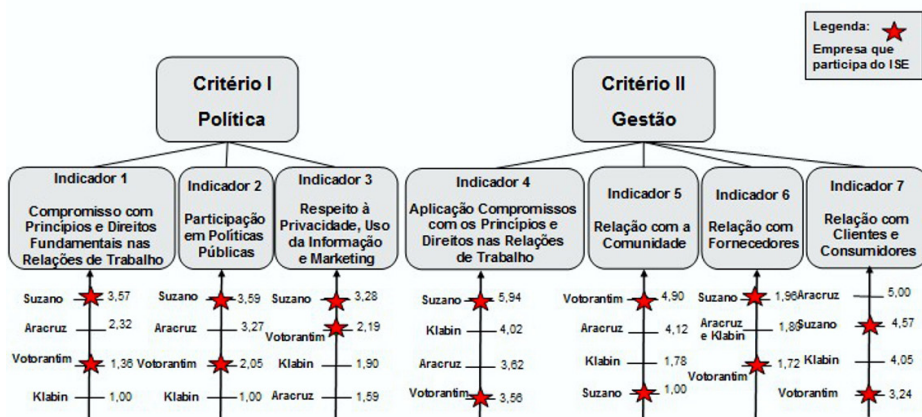 Legenda:
Empresa que
participa do ISE
Critério I
Política
Critério II
Gestão
Indicador 1
Compromisso com
Princípios e Direitos
Fundamentais nas
Relações de Trabalho
Indicador 2
Participação
em Políticas
Públicas
Indicador 3
Respeito à
Privacidade, Uso
da Informação
e Marketing
Indicador 4
Aplicação Compromissos
com os Princípios e
Direitos nas Relações
de Trabalho
Indicador 5
Relação com a
Comunidade
Indicador 6
Relação com
Fornecedores
Indicador 7
Relação com
Clientes e
Consumidores
Suzano 3,57
Aracruz 2,32
Votorantim 1,36
Klabin 1,00
Suzano 3,59
Aracruz 3,27
Votorantim 2,05
Klabin 1,00
Suzano 3,28
Votorantim 2,19
Klabin 1,90
Aracruz 1,59
Suzano 5,94
Klabin 4,02
Aracruz 3,62
Votorantim 3,56
Votorantim 4,90
Aracruz 4,12
Klabin 1,78
Suzano 1,00
Suzano 1,96
Aracruz
e Klabin
Votorantim 1,72
Aracruz 5,00
Suzano 4,57
Klabin 4,05
Votorantim 3,24